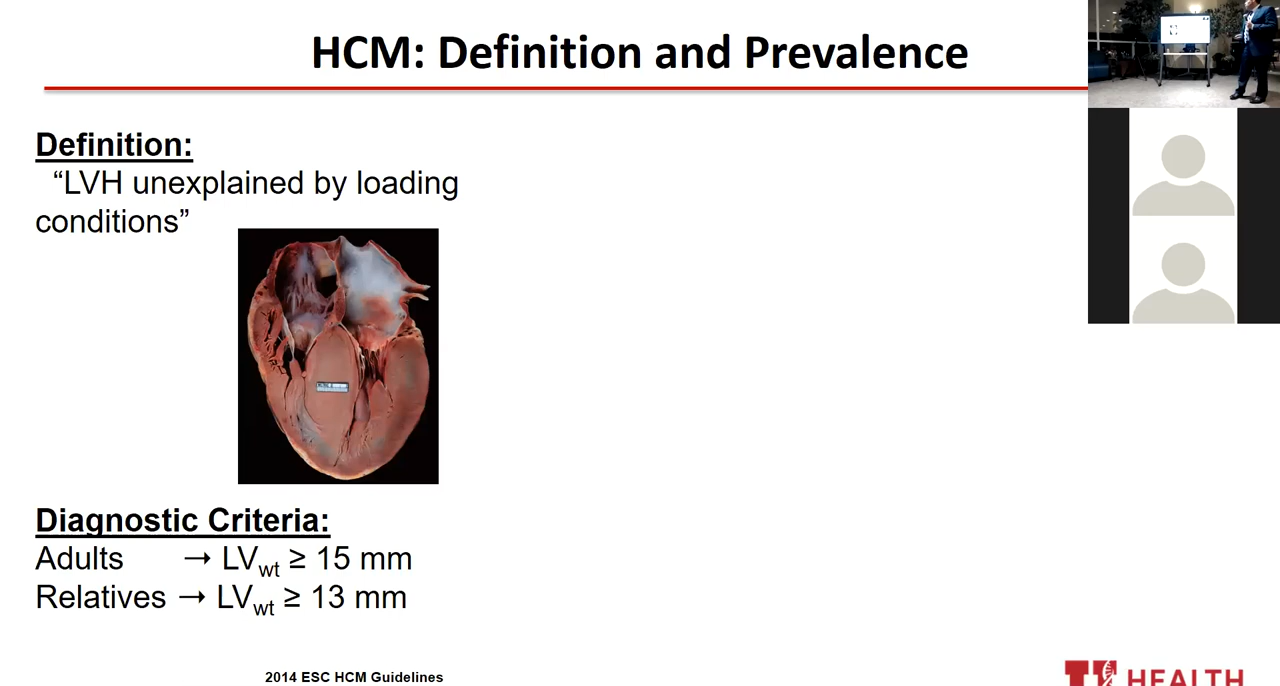 HCM: Definition and Prevalence
Definition:
“LVH unexplained by loading
conditions”
Diagnostic Criteria:
Adults → LVwt ≥ 15 mm
Relatives → LVwt ≥ 13 mm
2014 ESC HCM Guidelines
HEALTH